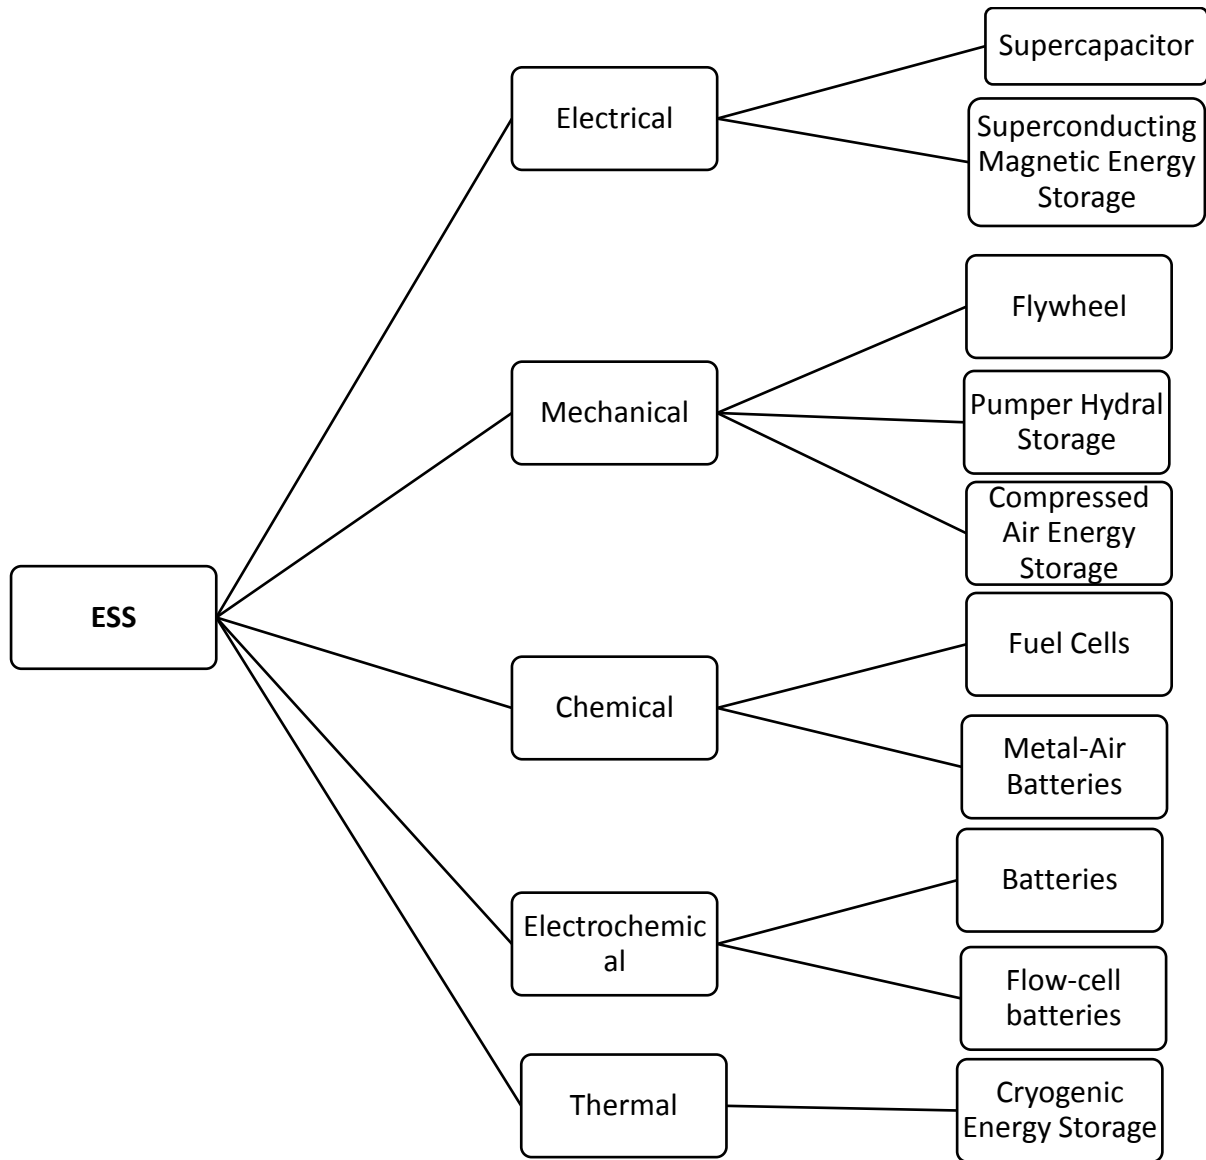 ESS
Electrical
Supercapacitor
Superconducting
Magnetic Energy
Storage
Mechanical
Flywheel
Pumper Hydral
Storage
Compressed
Air Energy
Storage
Chemical
Fuel Cells
Metal-Air
Batteries
Electrochemic
al
Batteries
Flow-cell
batteries
Thermal
Cryogenic
Energy Storage